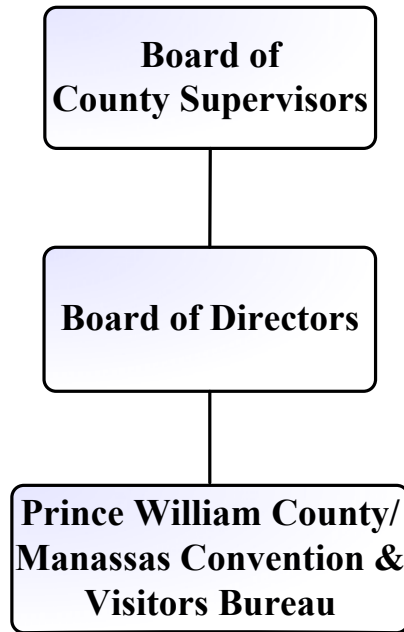 Board of
County Supervisors
Board of Directors
Prince William County/
Manassas Convention &
Visitors Bureau